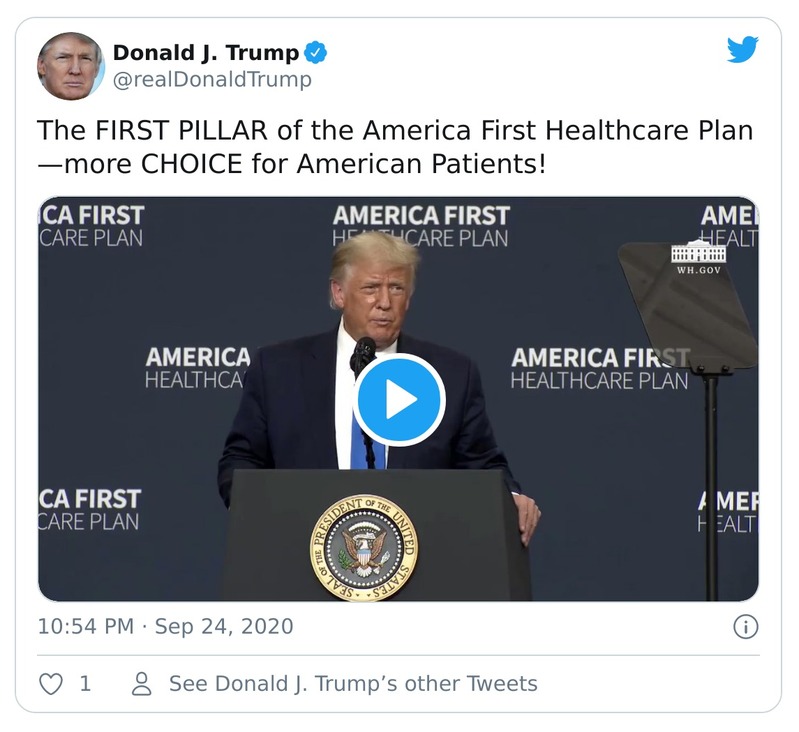 Donald J. Trump
@realDonaldTrump
The FIRST PILLAR of the America First Healthcare Plan
—more CHOICE for American Patients!
CA FIRST
CARE PLAN
AMERICA FIRST
HEALTHCARE PLAN
AME
HEALT
WH.GOV
AMERICA
HEALTHCA
AMERICA FIRST
HEALTHCARE PLAN
CA FIRST
CARE PLAN
AMER
HEALT
SEAL OF THE PRESIDENT OF THE UNITED STATES
10:54 PM · Sep 24, 2020
1
See Donald J. Trump’s other Tweets